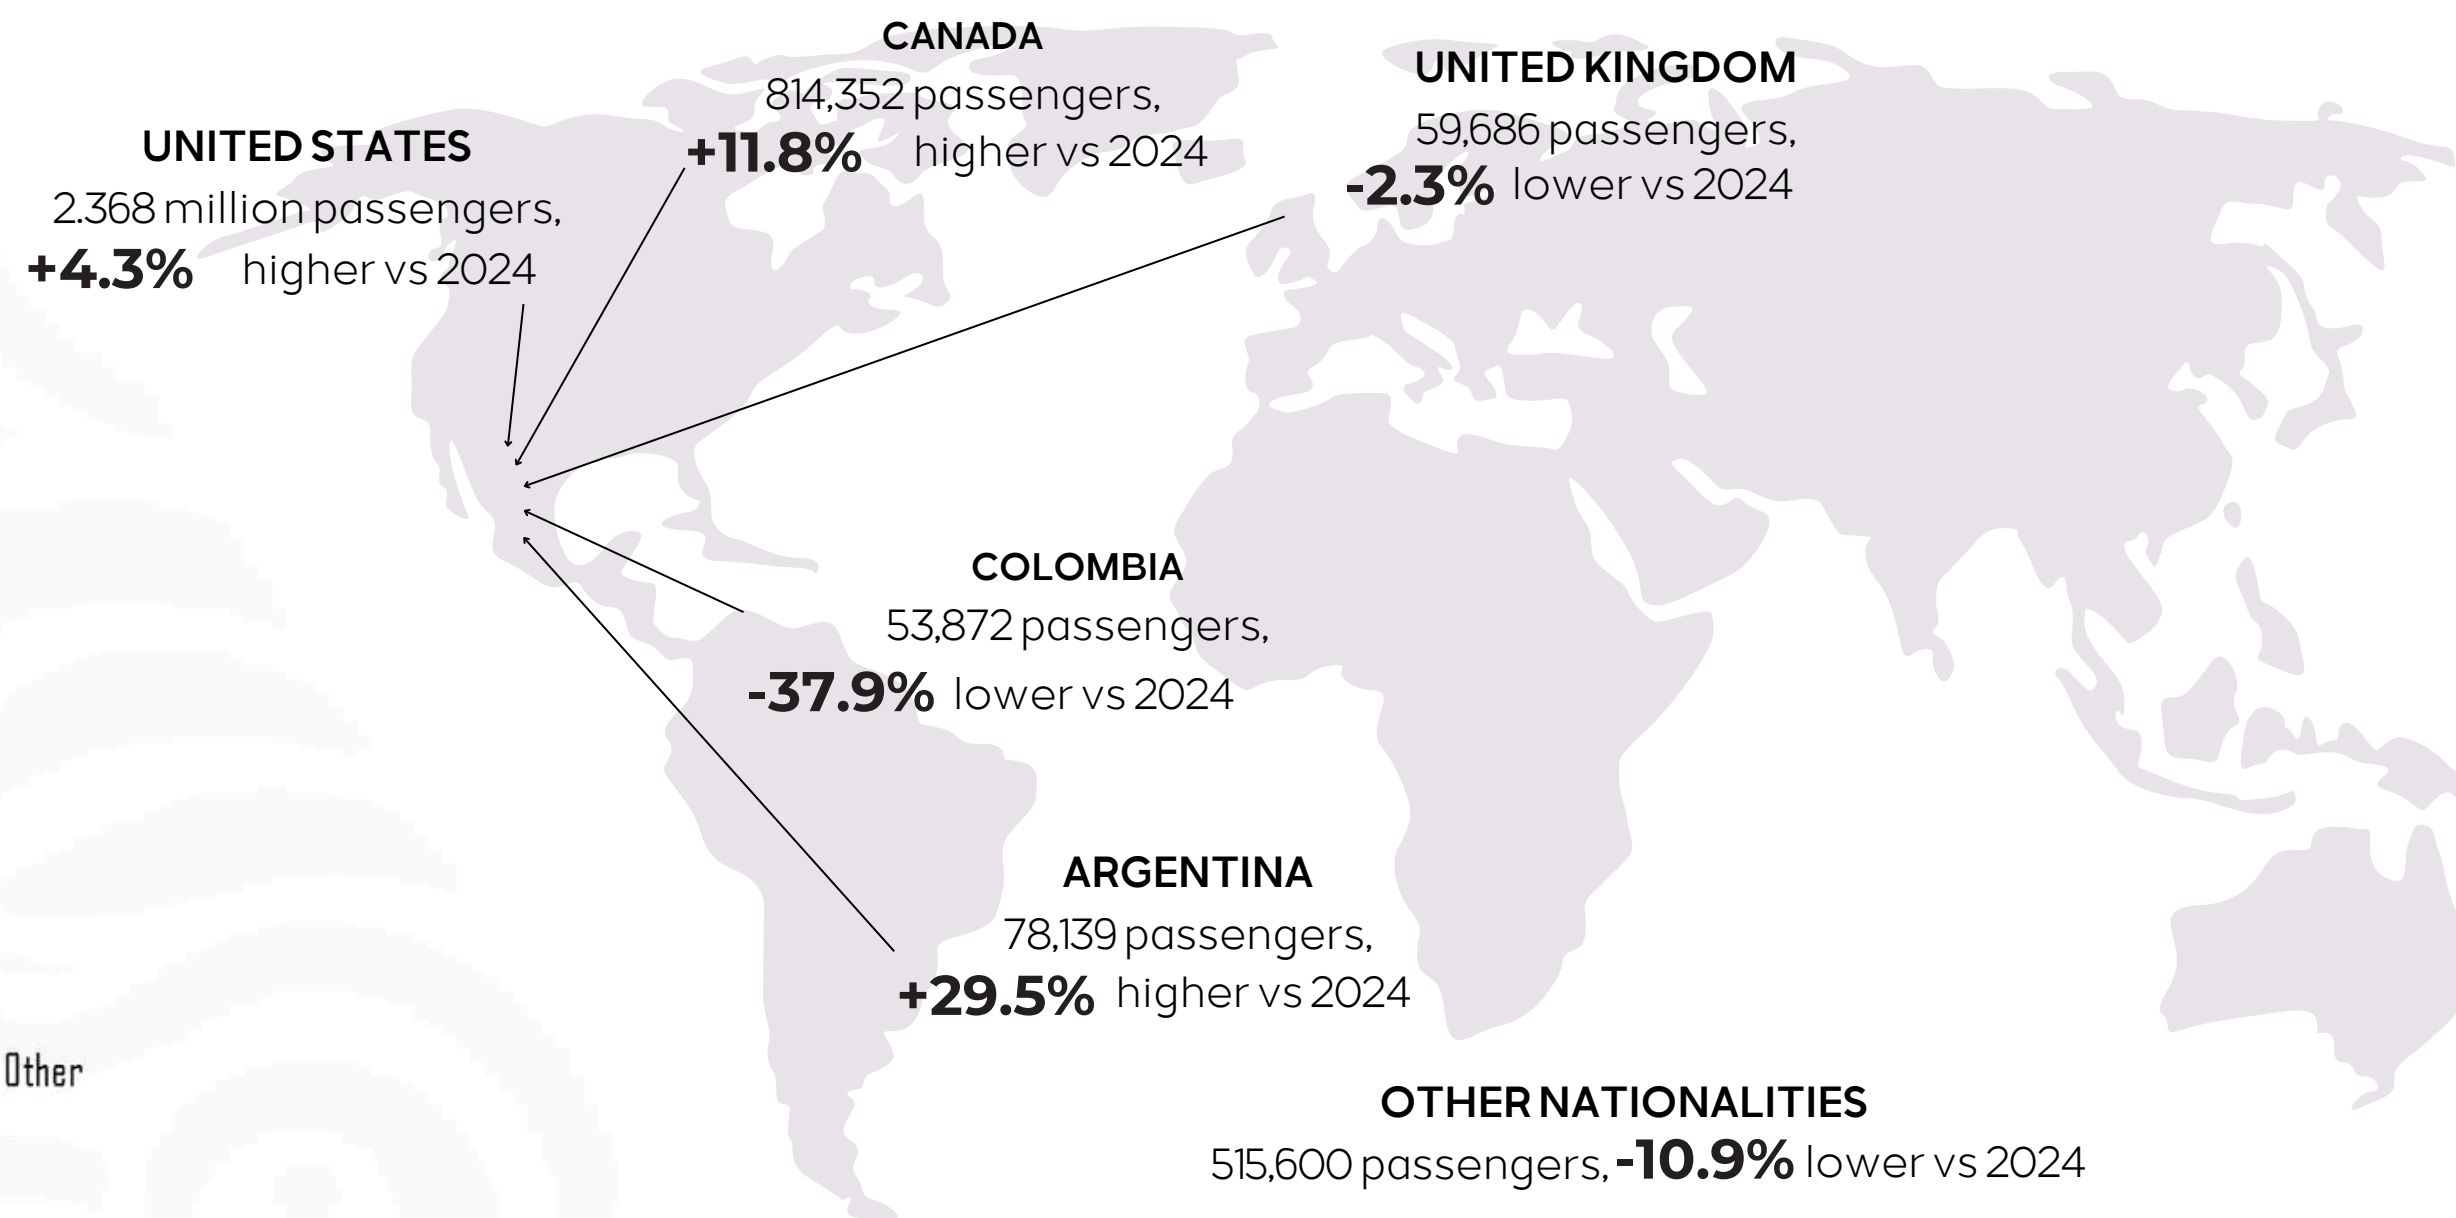 CANADA
814,352 passengers,
+11.8% higher vs 2024
UNITED KINGDOM
59,686 passengers,
-2.3% lower vs 2024
UNITED STATES
2.368 million passengers,
+4.3% higher vs 2024
COLOMBIA
53,872 passengers,
-37.9% lower vs 2024
ARGENTINA
78,139 passengers,
+29.5% higher vs 2024
Other
OTHER NATIONALITIES
515,600 passengers, -10.9% lower vs 2024